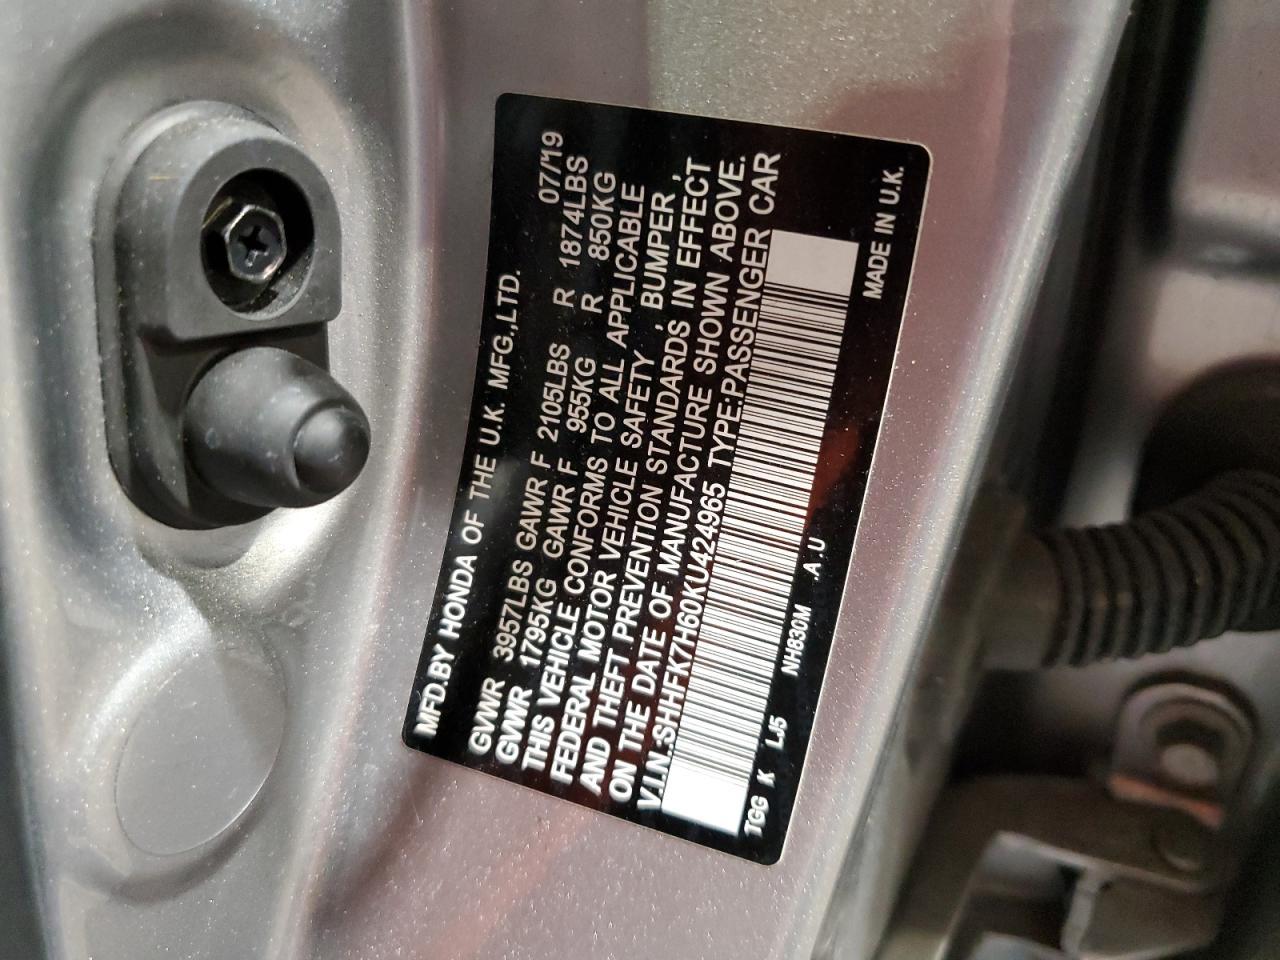 MFD.BY HONDA OF THE U.K. MFG.,LTD. 07/19
GVWR 3957LBS GAWR F 2105LBS R 1874LBS
GVWR 1795KG GAWR F 955KG R 850KG
THIS VEHICLE CONFORMS TO ALL APPLICABLE
FEDERAL MOTOR VEHICLE SAFETY , BUMPER ,
AND THEFT PREVENTION STANDARDS IN EFFECT
ON THE DATE OF MANUFACTURE SHOWN ABOVE.
V.I.N.:SHHFK7H60KU424965 TYPE:PASSENGER CAR
TGG K LJ5 NH830M .A.U MADE IN U.K.